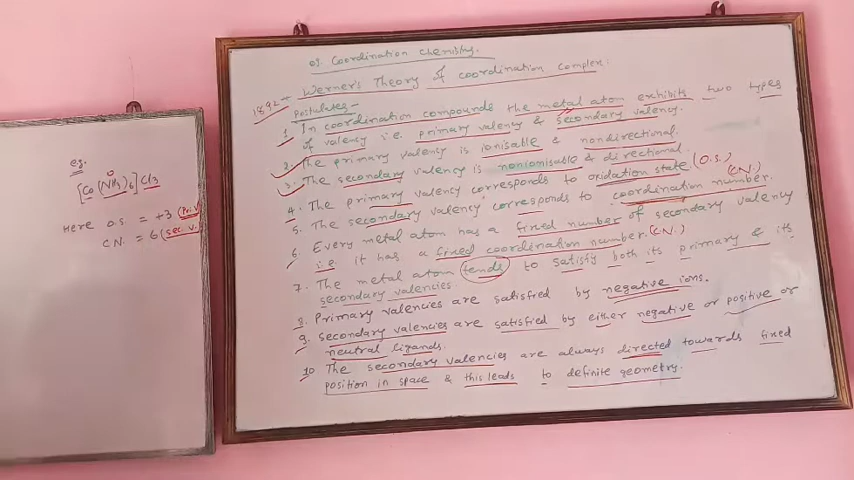 eg.
[Co(NH3)6]Cl3
Here O.S. = +3 (Pri.V)
C.N. = 6 (Sec. V.)
05. Coordination chemistry.
1892- Werner's Theory of coordination complex.
postulates-
1. In coordination compounds the metal atom exhibits two types
of valency i.e. primary valency & secondary valency.
2. The primary valency is ionisable & nondirectional.
3. The secondary valency is nonionisable & directional.
4. The primary valency corresponds to oxidation state (O.S.)
5. The secondary valency corresponds to coordination number. (C.N.)
6. Every metal atom has a fixed number of secondary valency
i.e. It has a fixed coordination number. (C.N.)
7. The metal atom tends to satisfy both its primary & its
secondary valencies
8. Primary valencies are satisfied by negative ions.
9. secondary valencies are satisfied by either negative or positive or
neutral ligands.
10 The secondary valencies are always directed towards fixed
position in space & this leads to definite geometry.